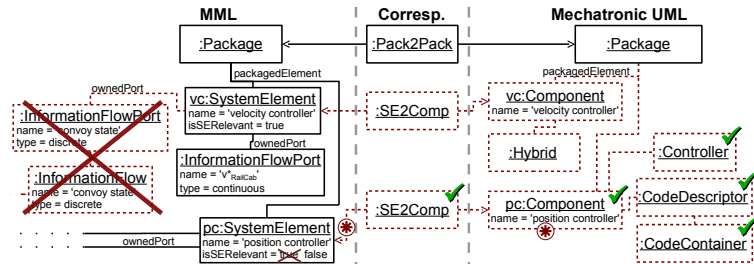 MML Corresp. Mechatronic UML
:Package :Pack2Pack :Package
packagedElement packagedElement
ownedPort
:InformationFlowPort
name = 'convoy state'
type = discrete
:InformationFlow
name = 'convoy state'
type = discrete
vc:SystemElement
name = 'velocity controller'
isSERelevant = true
ownedPort
:InformationFlowPort
name = 'v*RailCab'
type = continuous
:SE2Comp
vc:Component
name = 'velocity controller'
:Hybrid
:Controller
pc:SystemElement
name = 'position controller'
isSERelevant = true false
ownedPort
:SE2Comp
pc:Component
name = 'position controller'
:CodeDescriptor
:CodeContainer